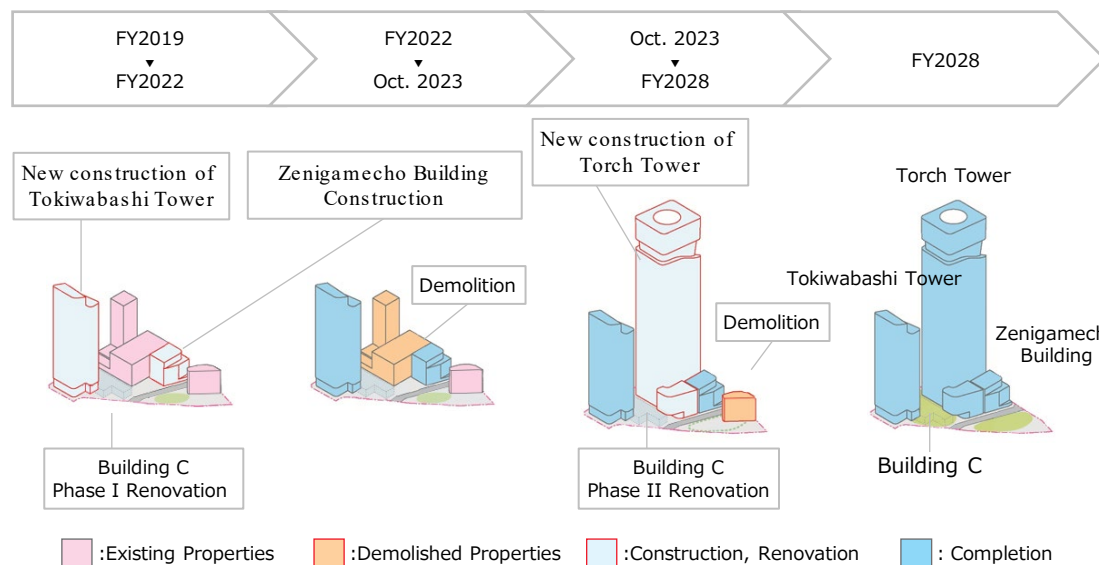 FY2019
▼
FY2022
FY2022
▼
Oct. 2023
Oct. 2023
▼
FY2028
FY2028
New construction of
Tokiwabashi Tower
Zenigamecho Building
Construction
Demolition
New construction of
Torch Tower
Demolition
Torch Tower
Tokiwabashi Tower
Zenigamecho
Building
Building C
Phase I Renovation
Building C
Phase II Renovation
Building C
:Existing Properties
:Demolished Properties
:Construction, Renovation
: Completion